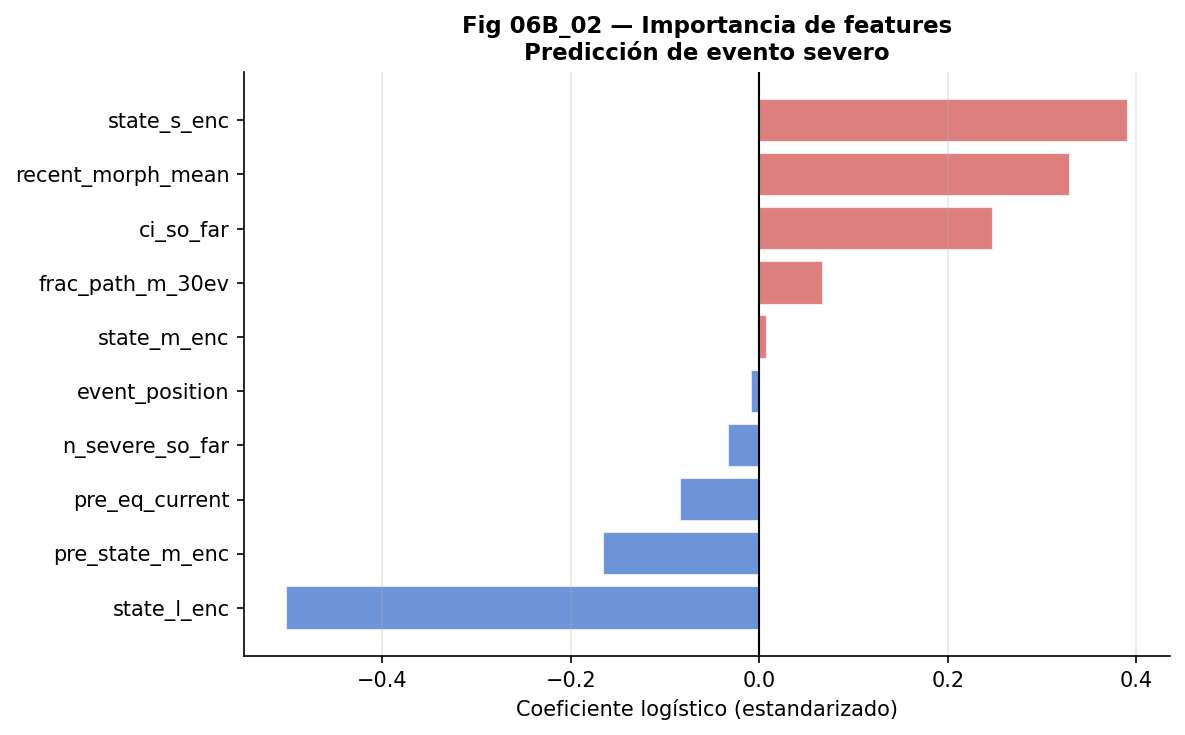 Fig 06B_02 — Importancia de features
Predicción de evento severo
state_s_enc
recent_morph_mean
ci_so_far
frac_path_m_30ev
state_m_enc
event_position
n_severe_so_far
pre_eq_current
pre_state_m_enc
state_l_enc
−0.4
−0.2
0.0
0.2
0.4
Coeficiente logístico (estandarizado)